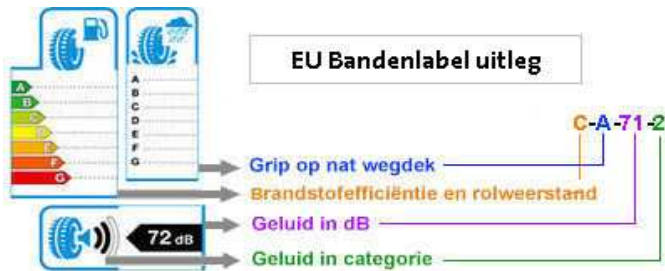 EU Bandenlabel uitleg
A
B
C
D
E
F
G
A
B
C
D
E
F
G
C-A-71-2
Grip op nat wegdek
Brandstofefficiëntie en rolweerstand
Geluid in dB
72 dB
Geluid in categorie